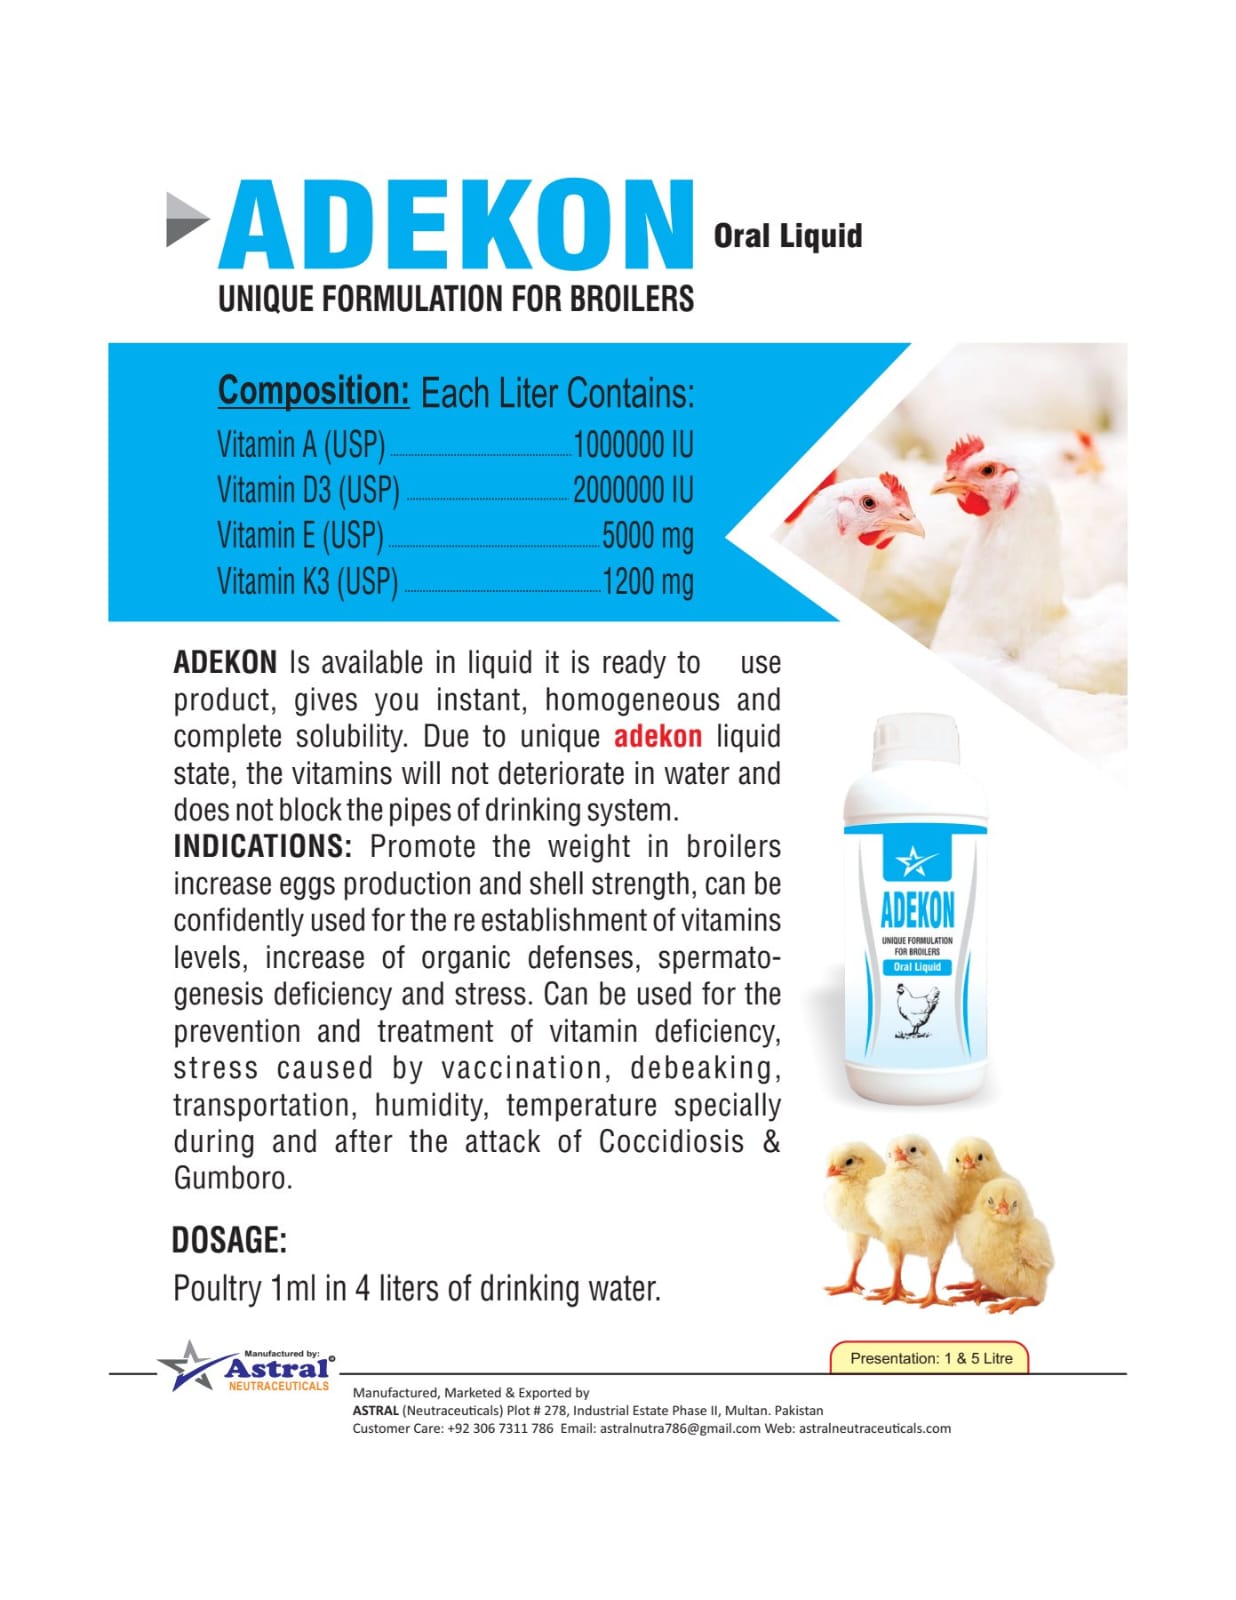 ADEKON Oral Liquid
UNIQUE FORMULATION FOR BROILERS
Composition: Each Liter Contains:
Vitamin A (USP) 1000000 IU
Vitamin D3 (USP) 2000000 IU
Vitamin E (USP) 5000 mg
Vitamin K3 (USP) 1200 mg
ADEKON Is available in liquid it is ready to use
product, gives you instant, homogeneous and
complete solubility. Due to unique adekon liquid
state, the vitamins will not deteriorate in water and
does not block the pipes of drinking system.
INDICATIONS: Promote the weight in broilers
increase eggs production and shell strength, can be
confidently used for the re establishment of vitamins
levels, increase of organic defenses, spermato-
genesis deficiency and stress. Can be used for the
prevention and treatment of vitamin deficiency,
stress caused by vaccination, debeaking,
transportation, humidity, temperature specially
during and after the attack of Coccidiosis &
Gumboro.
ADEKON
UNIQUE FORMULATION
FOR BROILERS
Oral Liquid
DOSAGE:
Poultry 1ml in 4 liters of drinking water.
Presentation: 1 & 5 Litre
Manufactured by:
Astral®
NEUTRACEUTICALS
Manufactured, Marketed & Exported by
ASTRAL (Neutraceuticals) Plot # 278, Industrial Estate Phase II, Multan. Pakistan
Customer Care: +92 306 7311 786 Email: astralnutra786@gmail.com Web: astralneutraceuticals.com